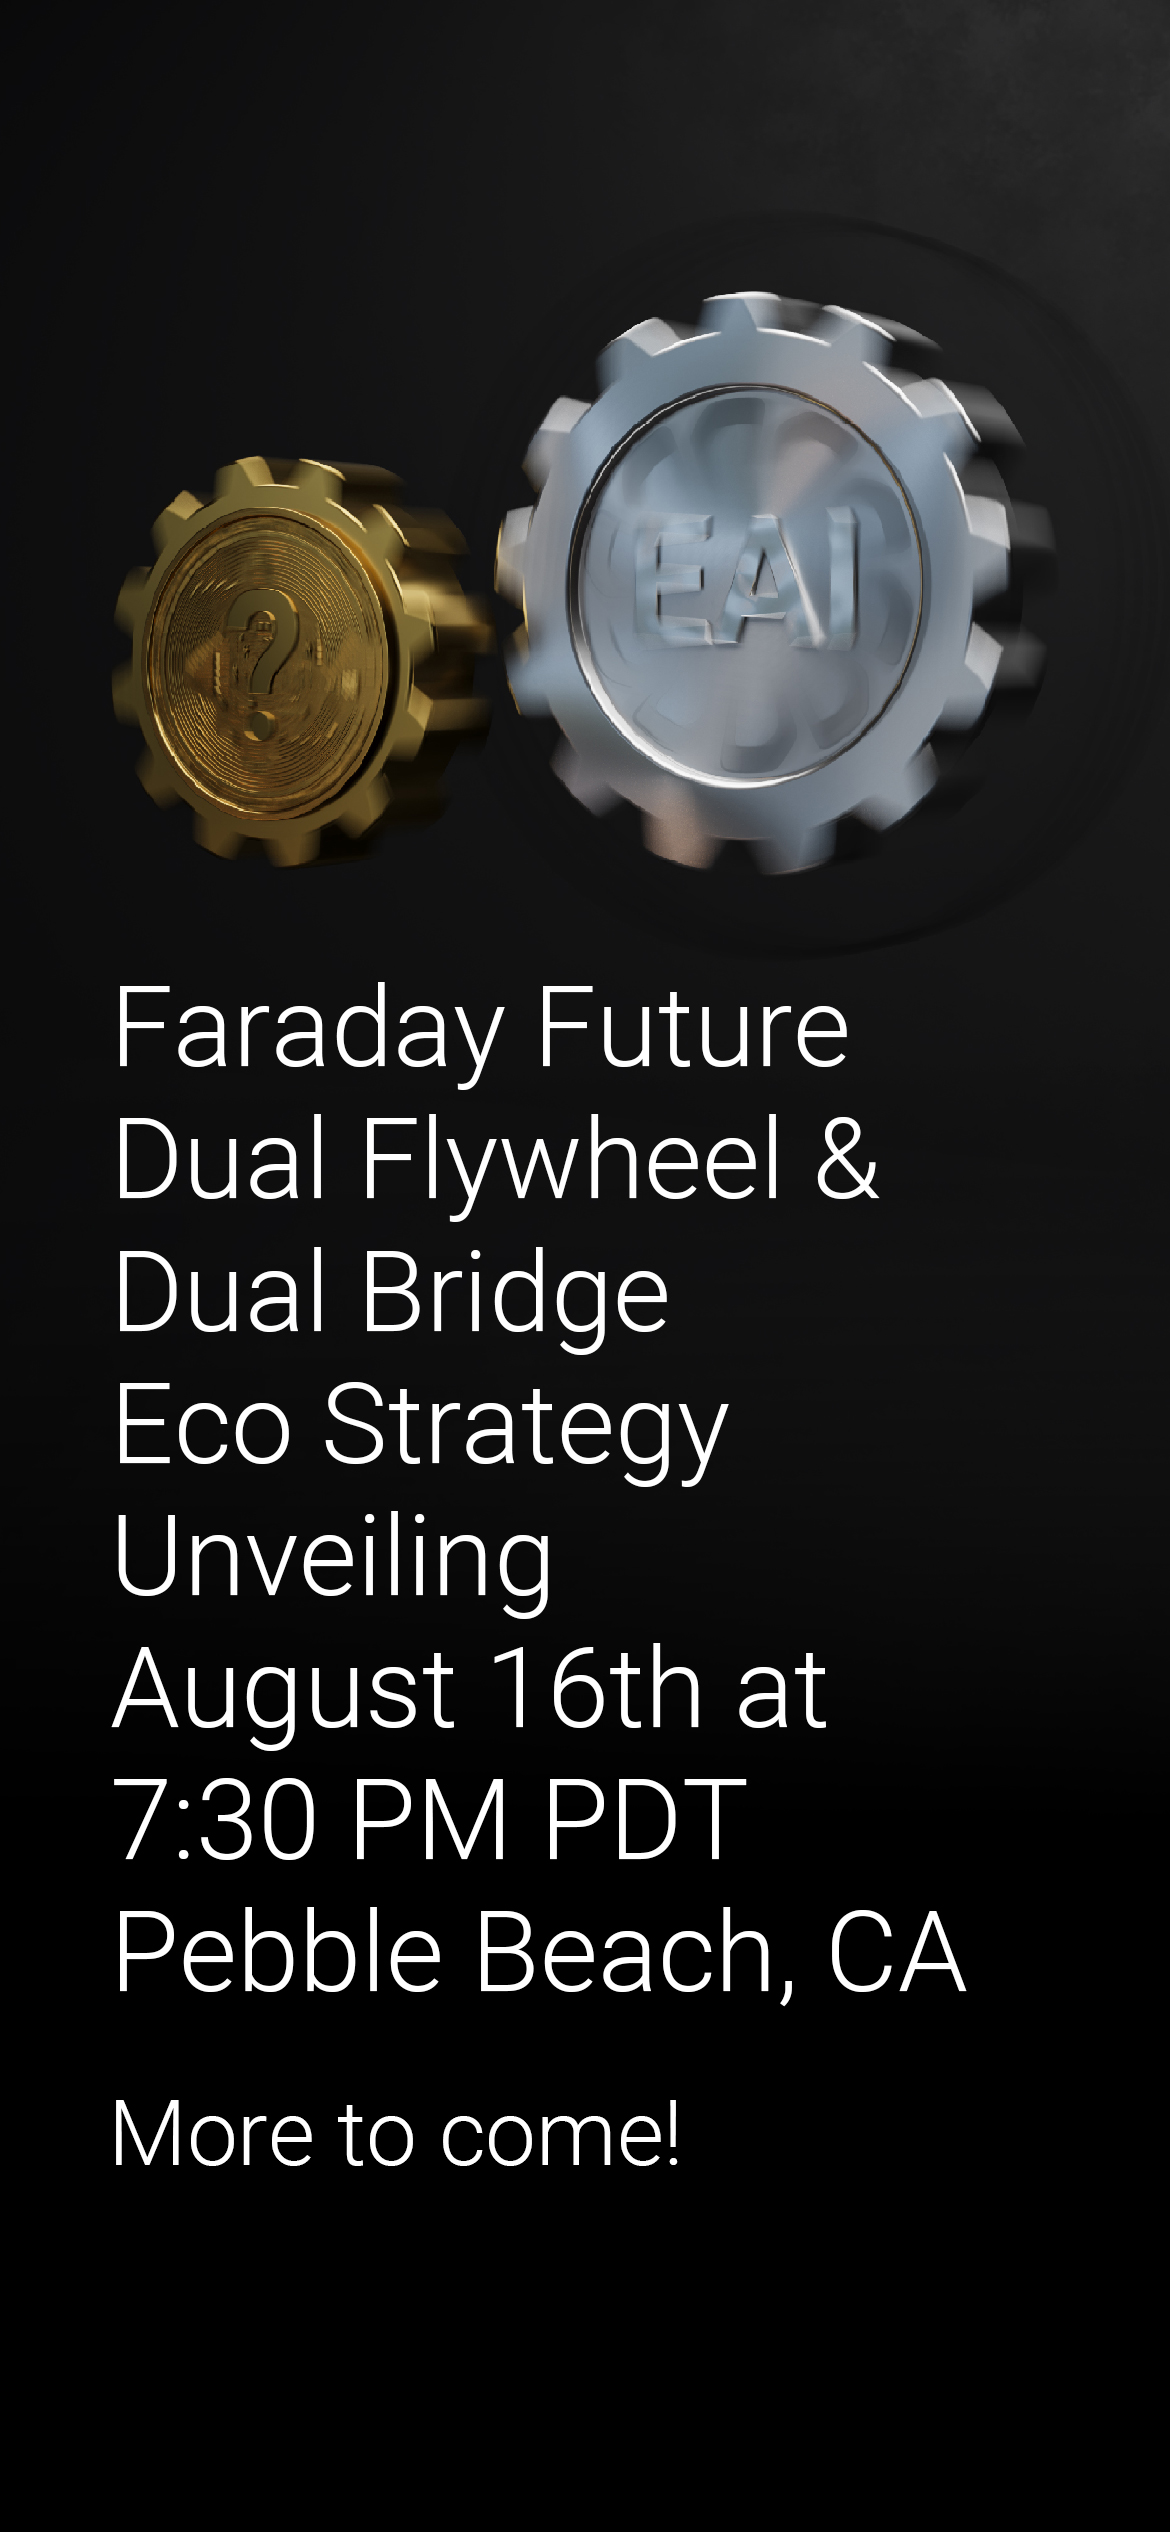 ?
EAI
Faraday Future
Dual Flywheel &
Dual Bridge
Eco Strategy
Unveiling
August 16th at
7:30 PM PDT
Pebble Beach, CA
More to come!